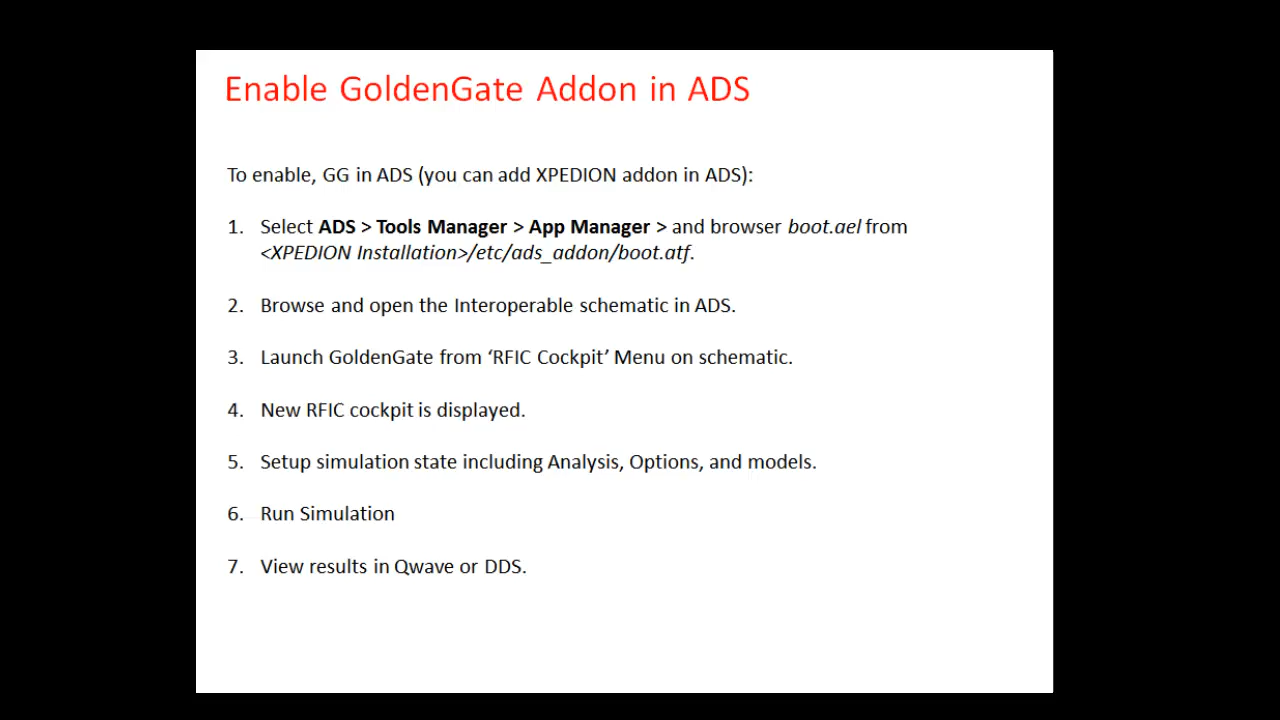 Enable GoldenGate Addon in ADS
To enable, GG in ADS (you can add XPEDION addon in ADS):
1. Select ADS > Tools Manager > App Manager > and browser boot.ael from
<XPEDION Installation>/etc/ads_addon/boot.atf.
2. Browse and open the Interoperable schematic in ADS.
3. Launch GoldenGate from ‘RFIC Cockpit’ Menu on schematic.
4. New RFIC cockpit is displayed.
5. Setup simulation state including Analysis, Options, and models.
6. Run Simulation
7. View results in Qwave or DDS.